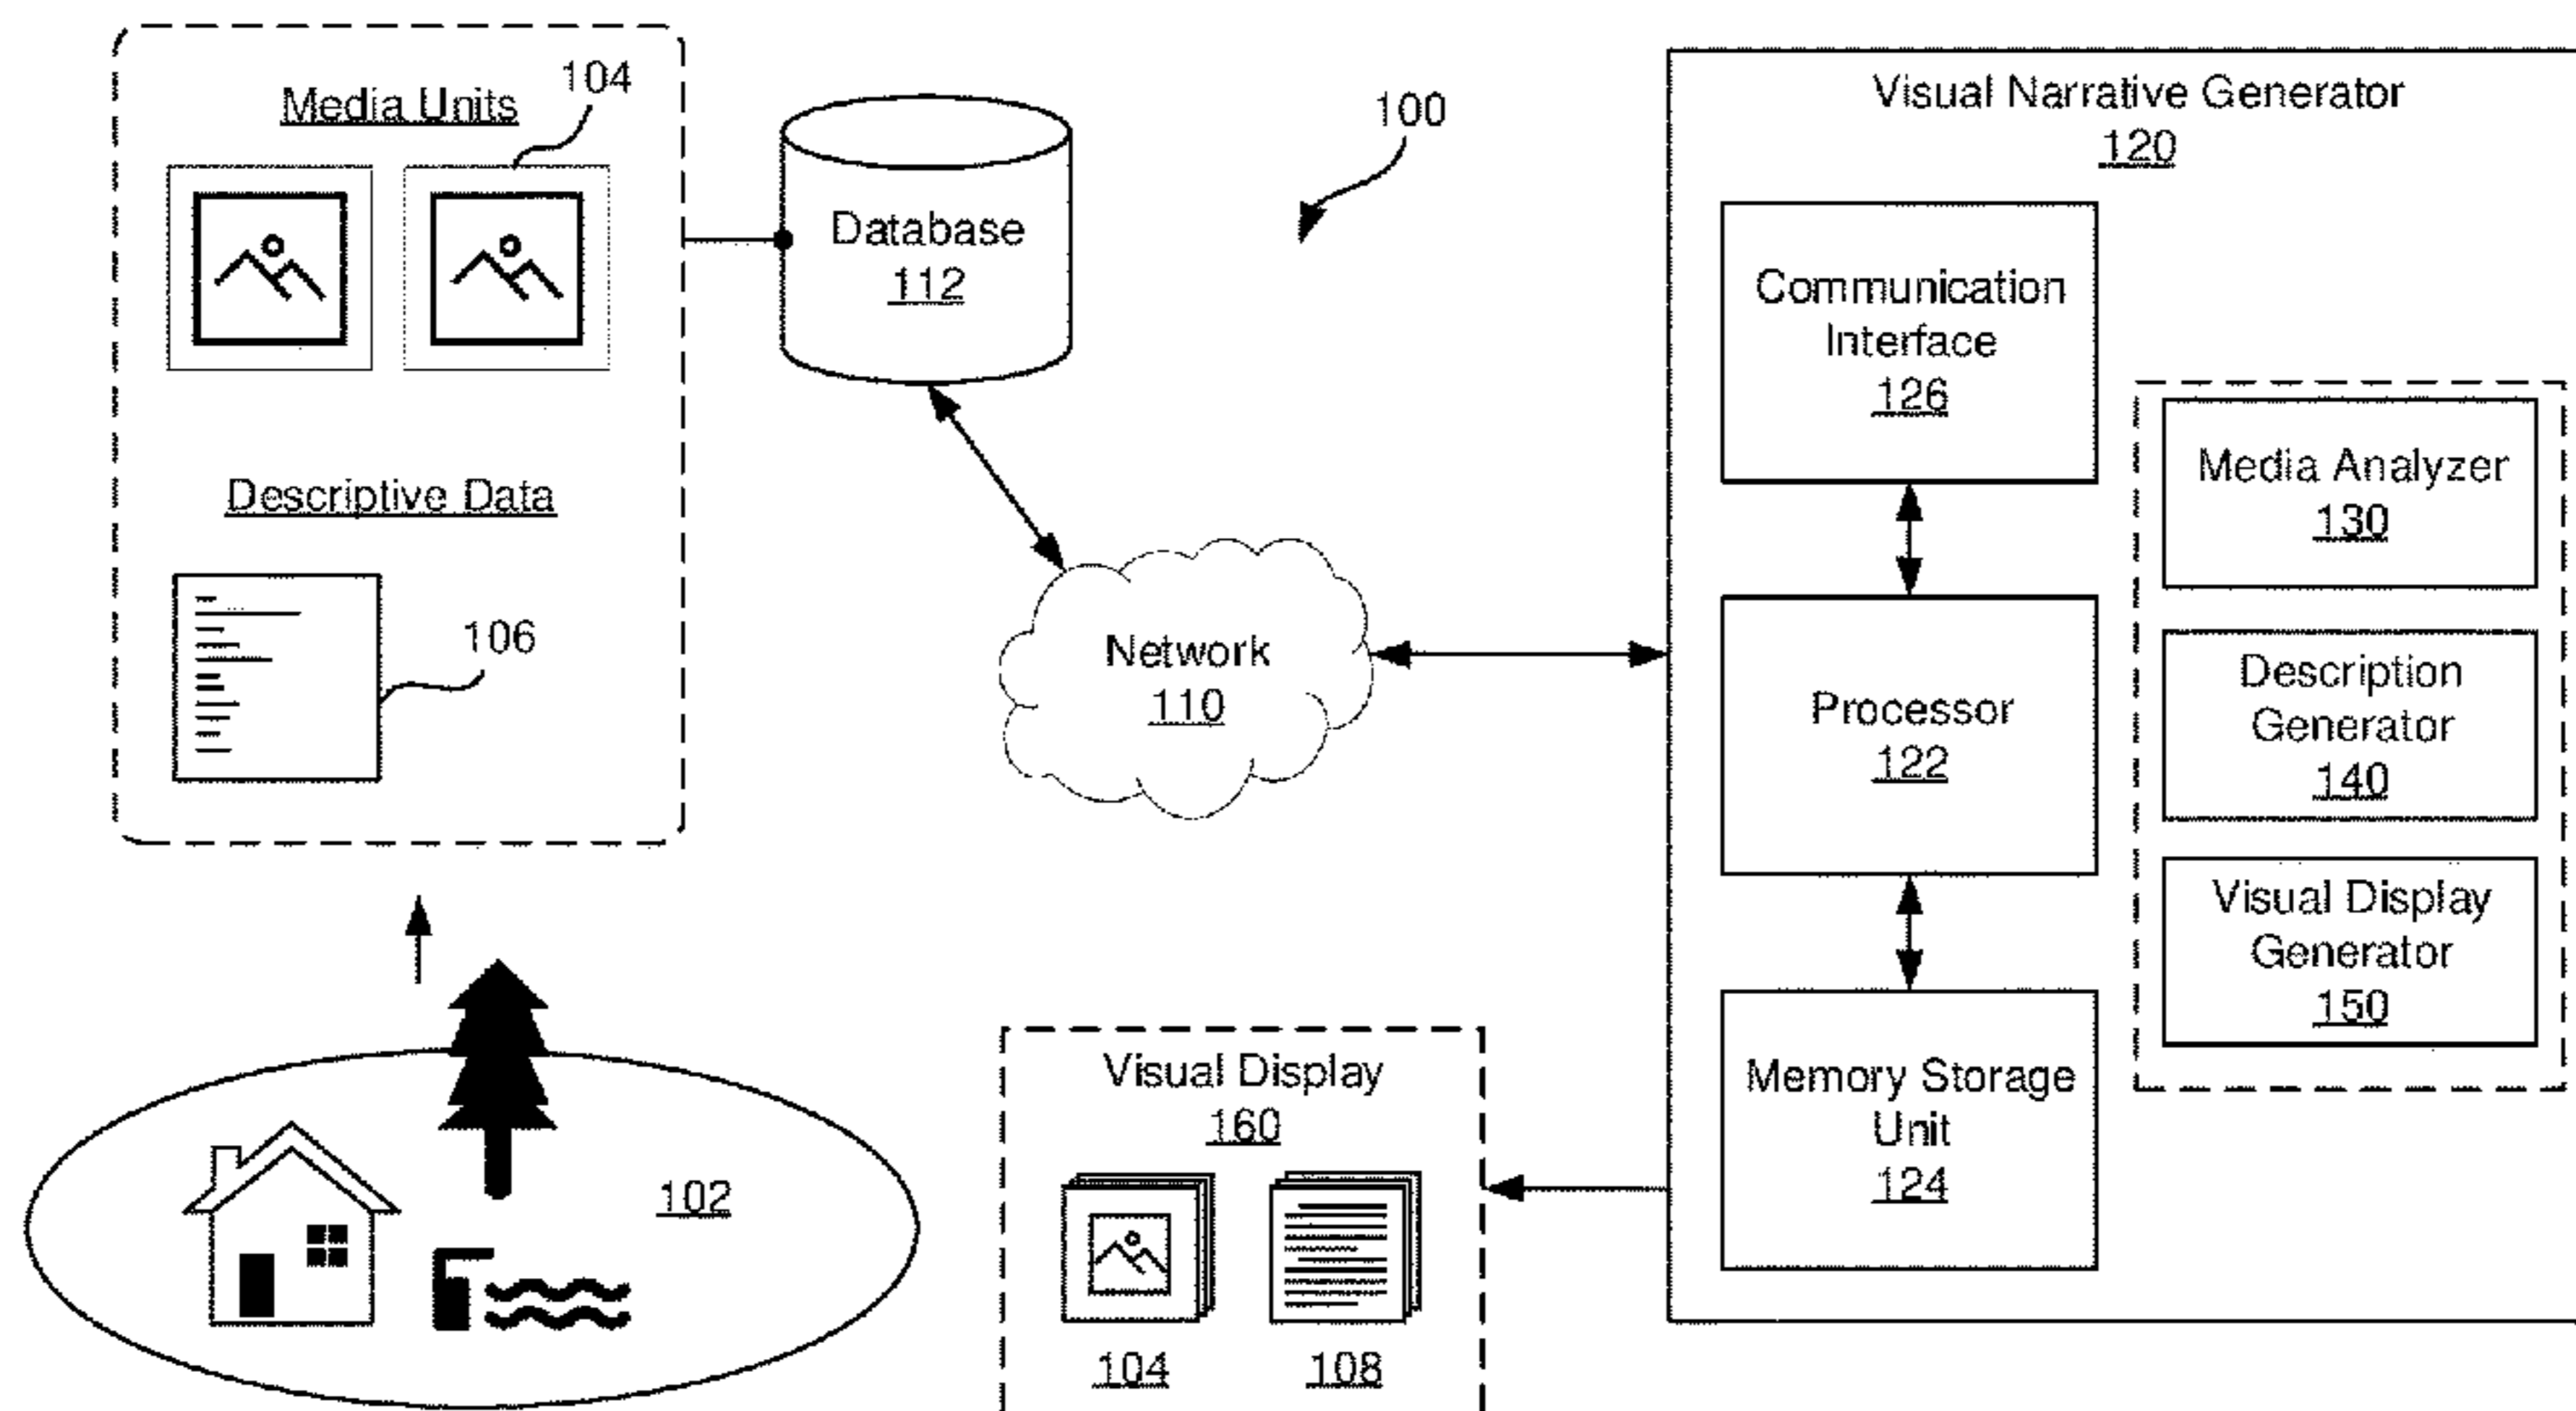 Media Units
104
Descriptive Data
106
Database
112
100
Network
110
102
Visual Display
160
104
108
Visual Narrative Generator
120
Communication
Interface
126
Processor
122
Memory Storage
Unit
124
Media Analyzer
130
Description
Generator
140
Visual Display
Generator
150